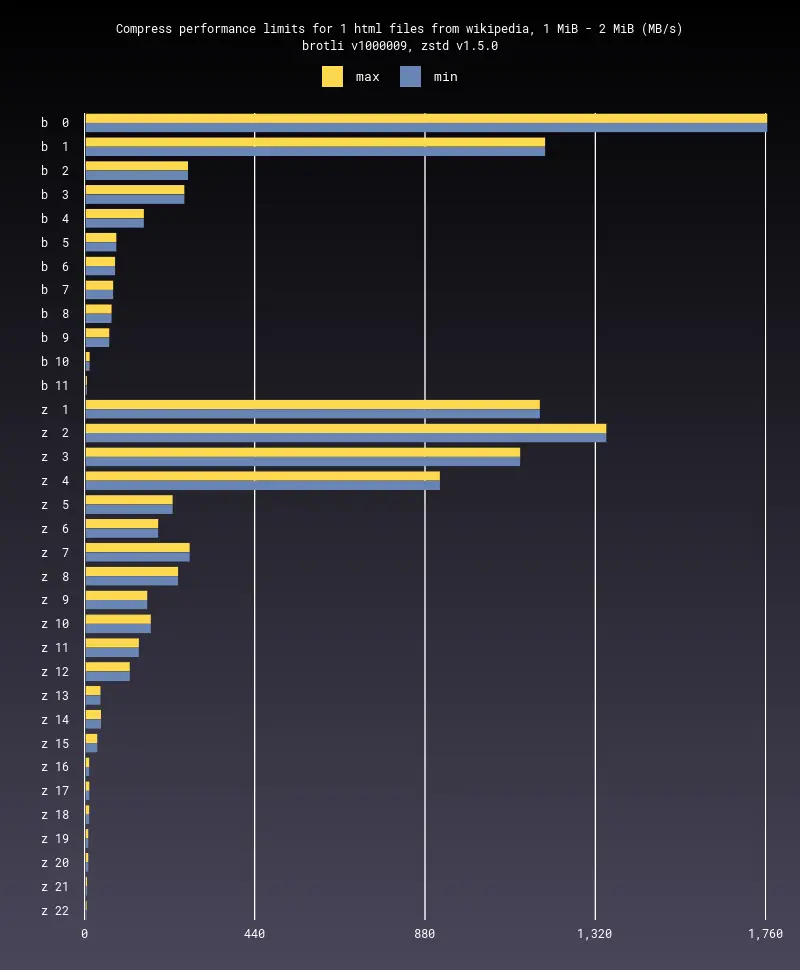 Compress performance limits for 1 html files from wikipedia, 1 MiB - 2 MiB (MB/s)
brotli v1000009, zstd v1.5.0
max min
b 0
b 1
b 2
b 3
b 4
b 5
b 6
b 7
b 8
b 9
b 10
b 11
z 1
z 2
z 3
z 4
z 5
z 6
z 7
z 8
z 9
z 10
z 11
z 12
z 13
z 14
z 15
z 16
z 17
z 18
z 19
z 20
z 21
z 22
0 440 880 1,320 1,760